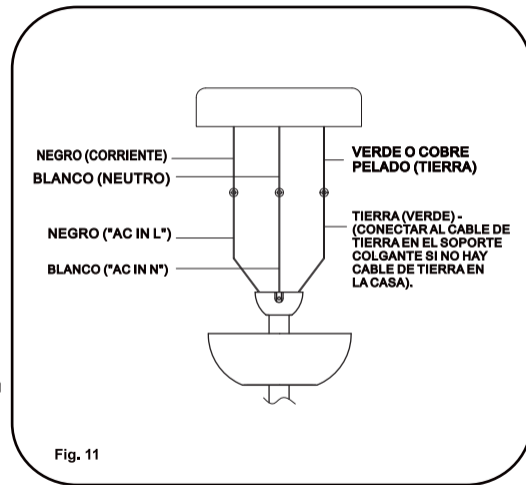 NEGRO (CORRIENTE)
BLANCO (NEUTRO)
NEGRO ("AC IN L")
BLANCO ("AC IN N")
VERDE O COBRE
PELADO (TIERRA)
TIERRA (VERDE) -
(CONECTAR AL CABLE DE
TIERRA EN EL SOPORTE
COLGANTE SI NO HAY
CABLE DE TIERRA EN
LA CASA).
Fig. 11